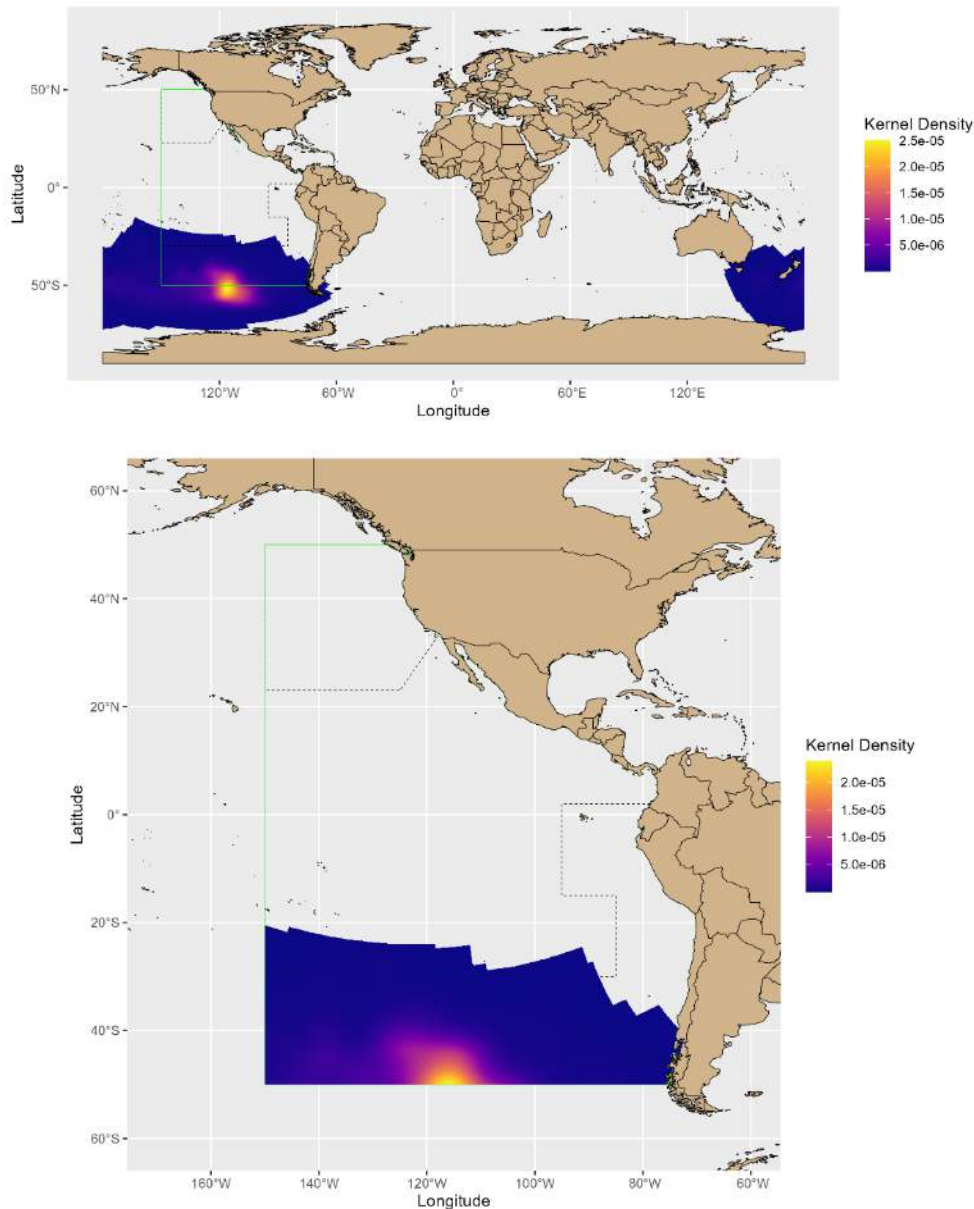 50°N
0°
50°S
Latitude
120°W 60°W 0° 60°E 120°E
Longitude
Kernel Density
2.5e-05
2.0e-05
1.5e-05
1.0e-05
5.0e-06
60°N
40°N
20°N
0°
20°S
40°S
60°S
Latitude
160°W 140°W 120°W 100°W 80°W 60°W
Longitude
Kernel Density
2.0e-05
1.5e-05
1.0e-05
5.0e-06